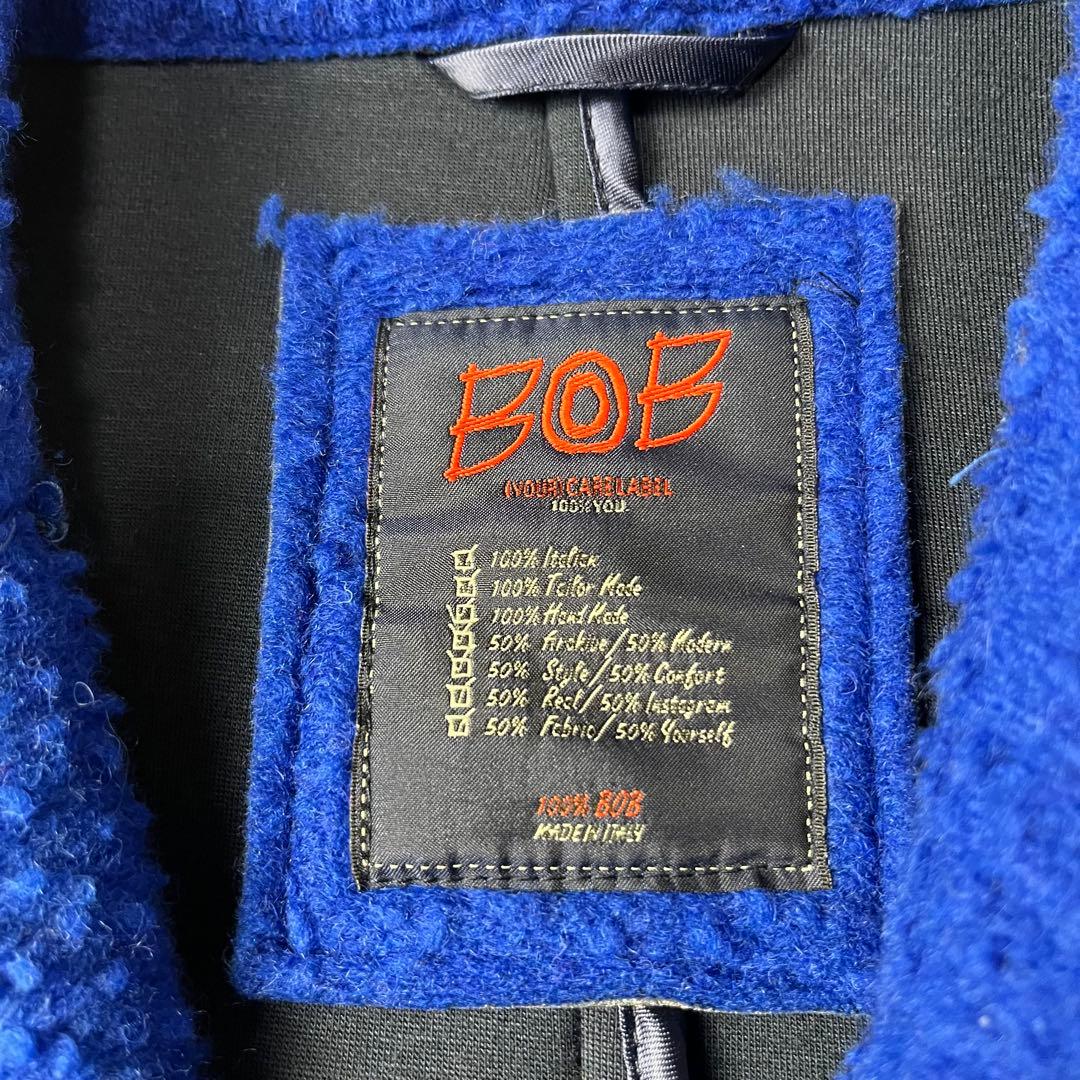 BOB
(YOUR) CARE LABEL
100% YOU
100% Italian
100% Tailor Made
100% Hand Made
50% Archive / 50% Modern
50% Style / 50% Comfort
50% Real / 50% Instagram
50% Fabric / 50% Yourself
100% BOB
MADE IN ITALY